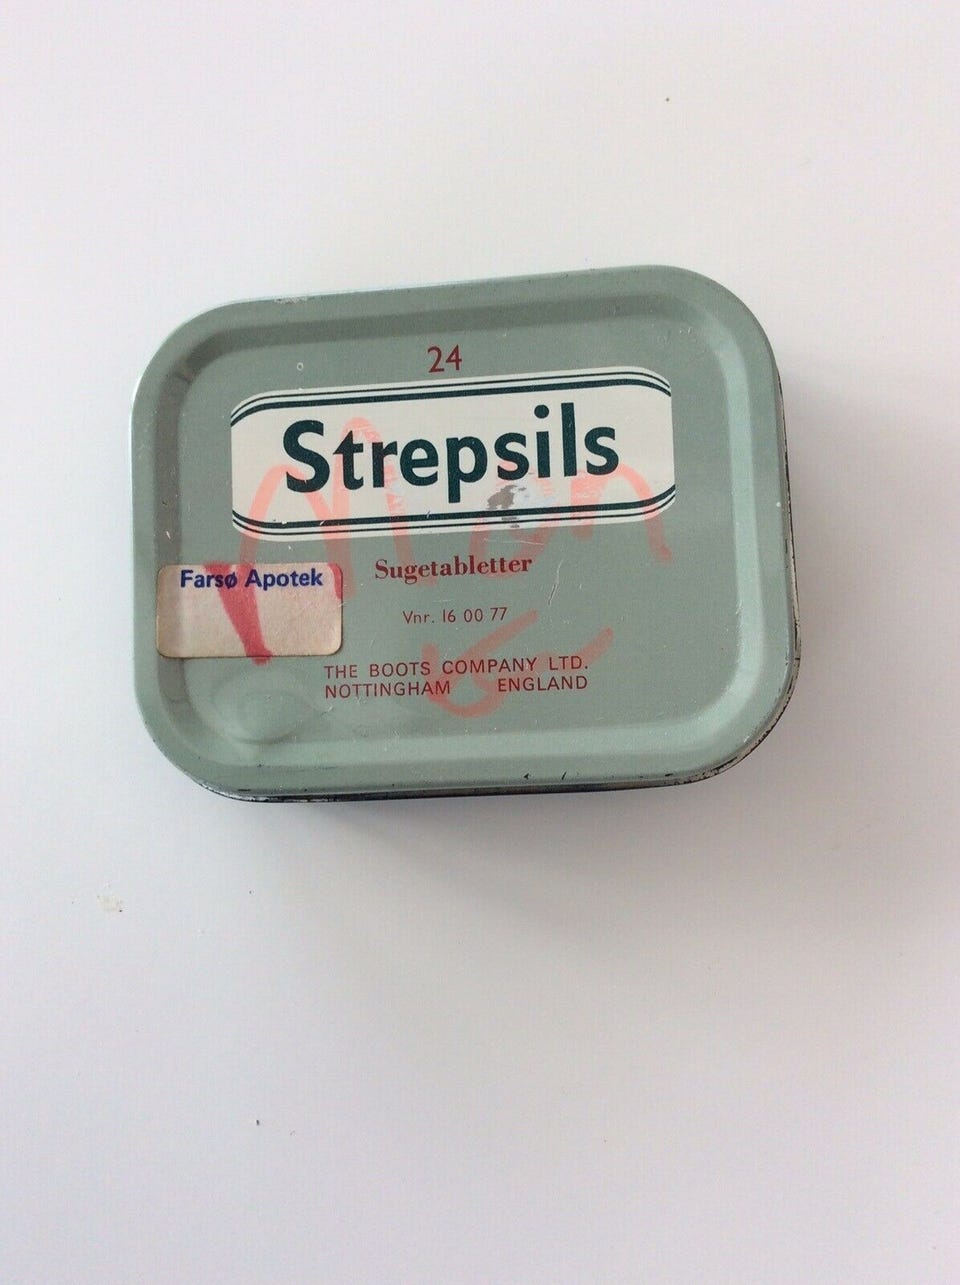 24
Strepsils
Sugetabletter
Farsø Apotek
Vnr. 16 00 77
THE BOOTS COMPANY LTD.
NOTTINGHAM ENGLAND